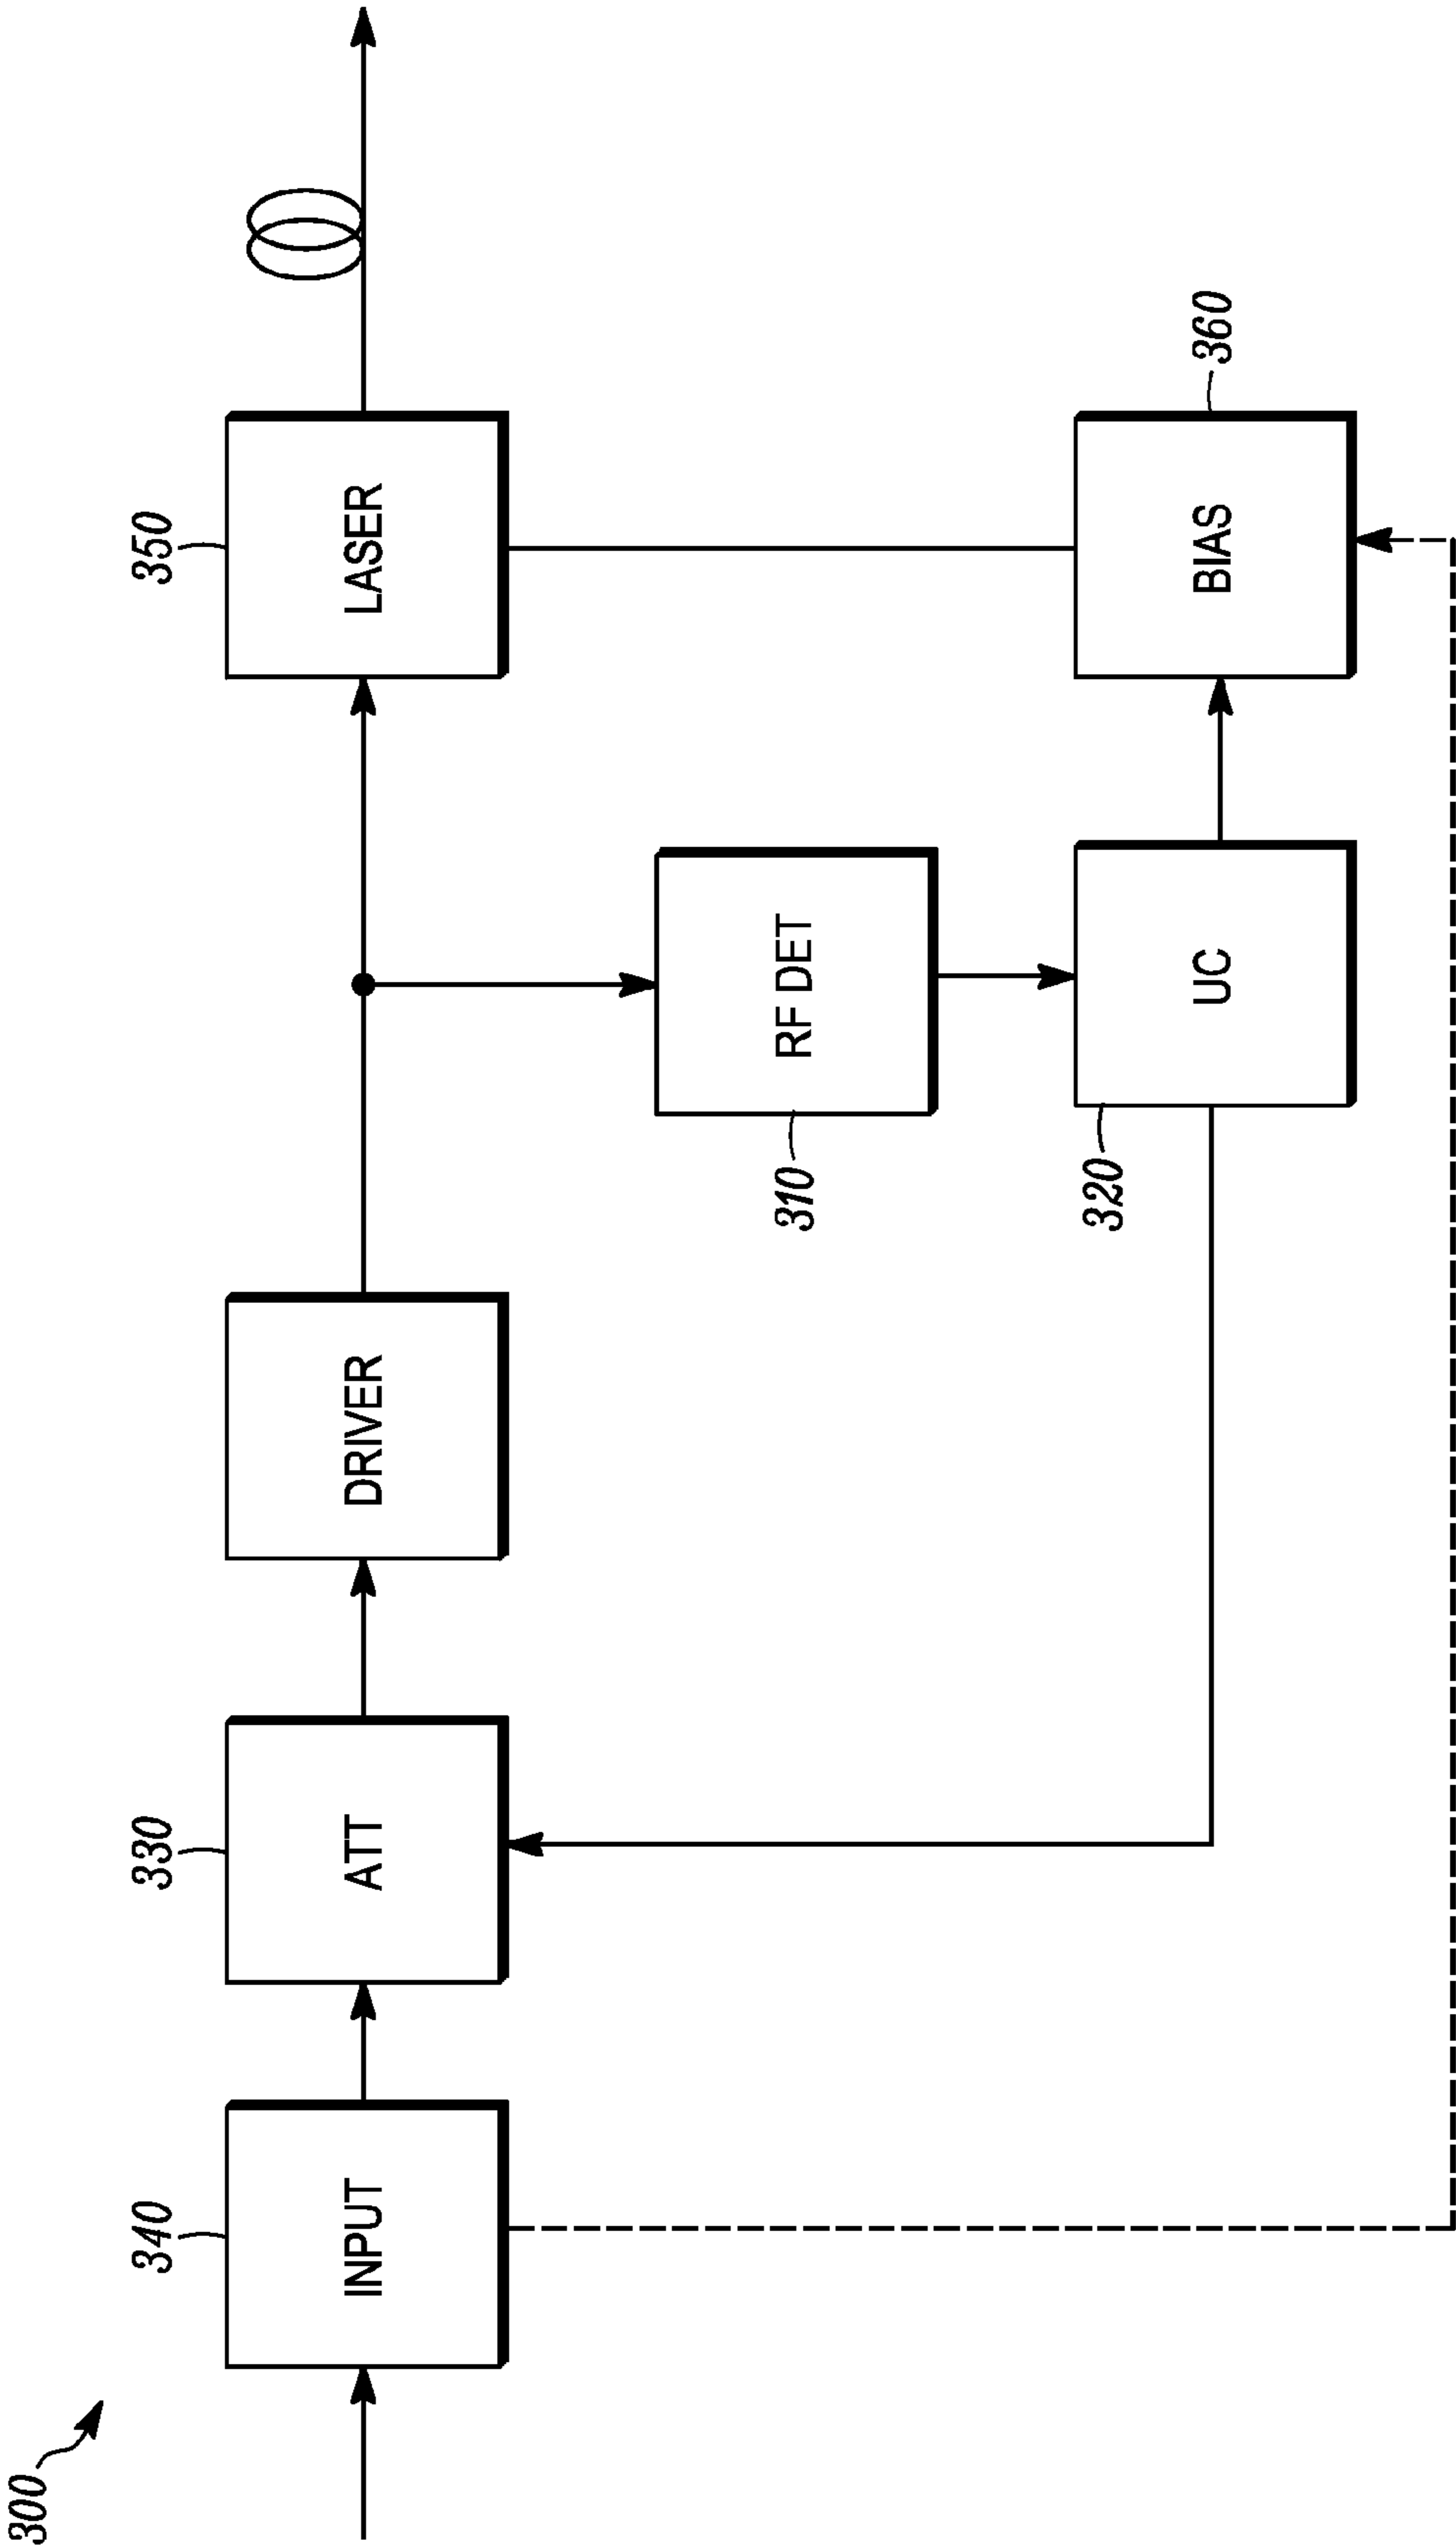 300
340
330
350
INPUT
ATT
DRIVER
LASER
310
RF DET
320
UC
BIAS
360